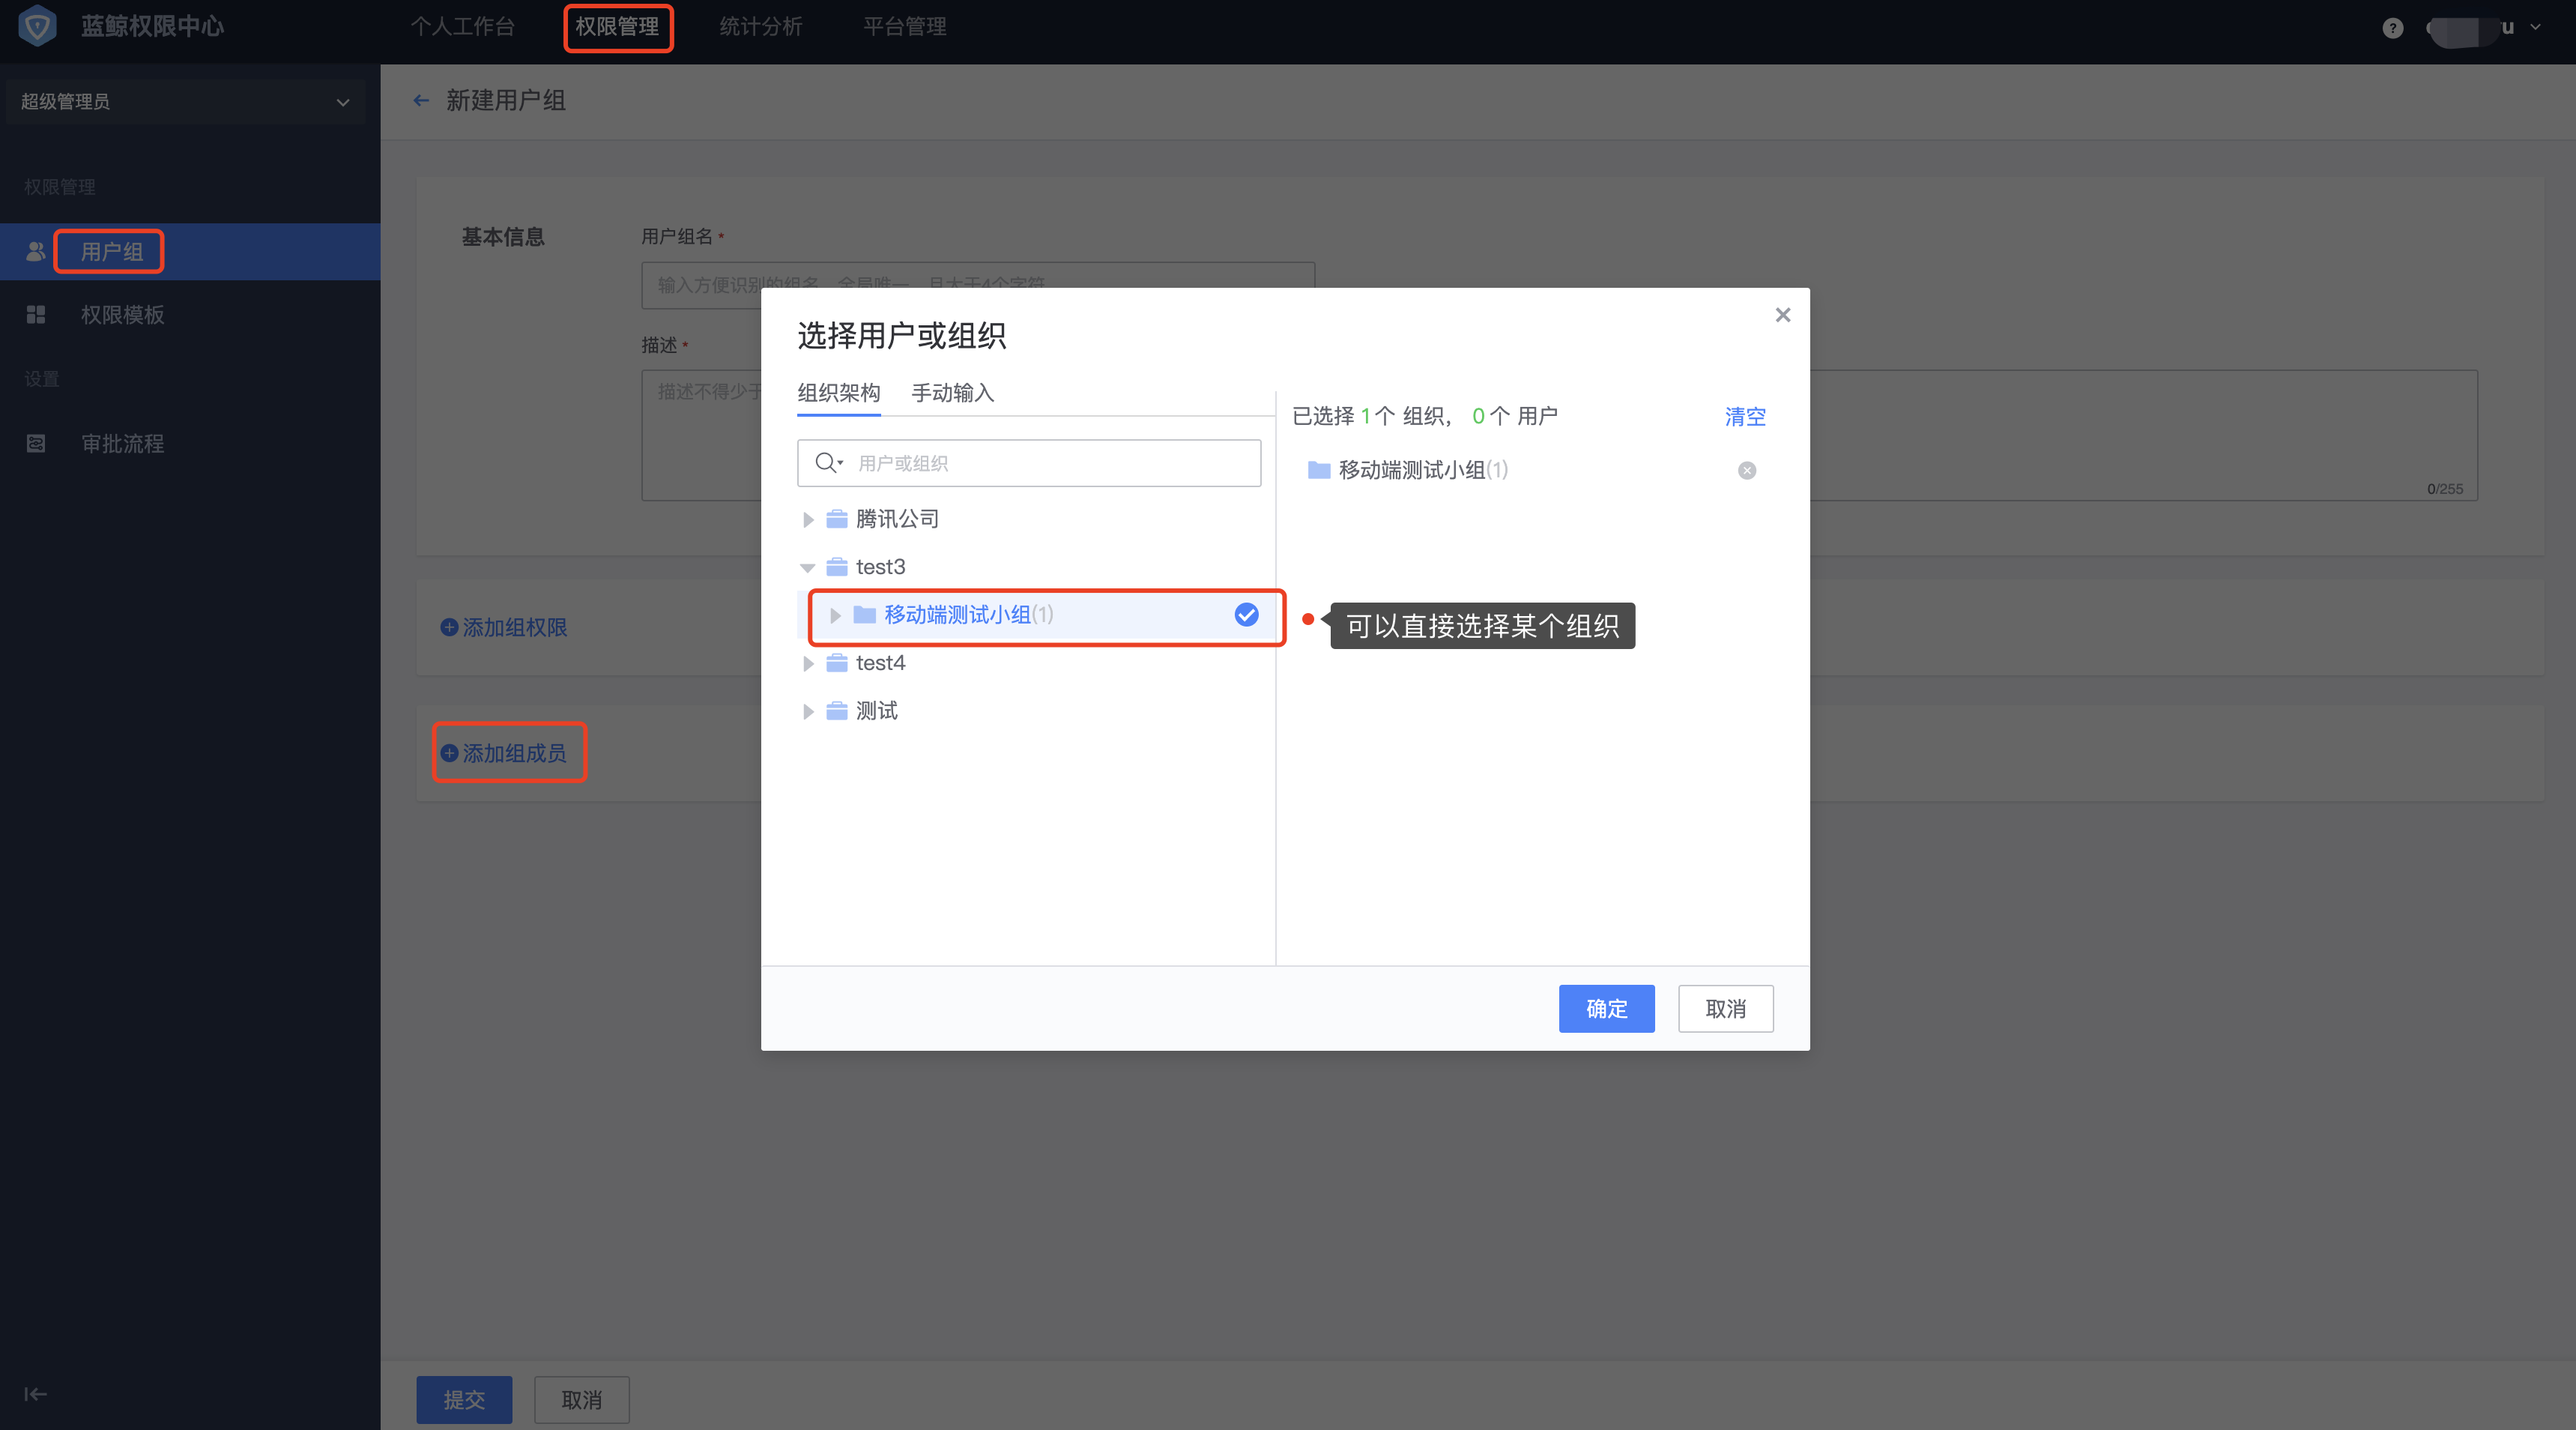 蓝鲸权限中心
个人工作台
权限管理
统计分析
平台管理
u
超级管理员
权限管理
用户组
权限模板
设置
审批流程
新建用户组
基本信息
用户组名 *
输入方便识别的组名，全局唯一，且大于4个字符
描述 *
描述不得少于
0/255
添加组权限
添加组成员
选择用户或组织
组织架构
手动输入
用户或组织
腾讯公司
test3
移动端测试小组(1)
test4
测试
已选择 1 个 组织， 0 个 用户
清空
移动端测试小组(1)
可以直接选择某个组织
确定
取消
提交
取消